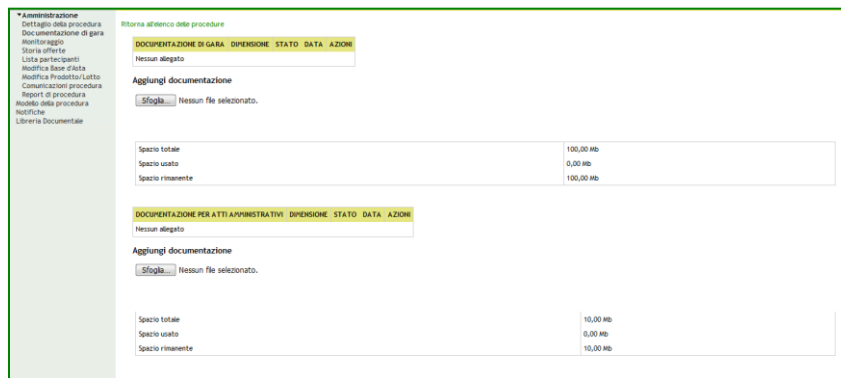 Amministrazione
Dettaglio della procedura
Documentazione di gara
Monitoraggio
Storia offerte
Lista partecipanti
Modifica Base d'Asta
Modifica Prodotto/Lotto
Comunicazioni procedura
Report di procedura
Modello della procedura
Notifiche
Libreria Documentale
Ritorna all'elenco delle procedure
DOCUMENTAZIONE DI GARA DIMENSIONE STATO DATA AZIONI
Nessun allegato
Aggiungi documentazione
Sfoglia... Nessun file selezionato.
Spazio totale 100,00 Mb
Spazio usato 0,00 Mb
Spazio rimanente 100,00 Mb
DOCUMENTAZIONE PER ATTI AMMINISTRATIVI DIMENSIONE STATO DATA AZIONI
Nessun allegato
Aggiungi documentazione
Sfoglia... Nessun file selezionato.
Spazio totale 10,00 Mb
Spazio usato 0,00 Mb
Spazio rimanente 10,00 Mb